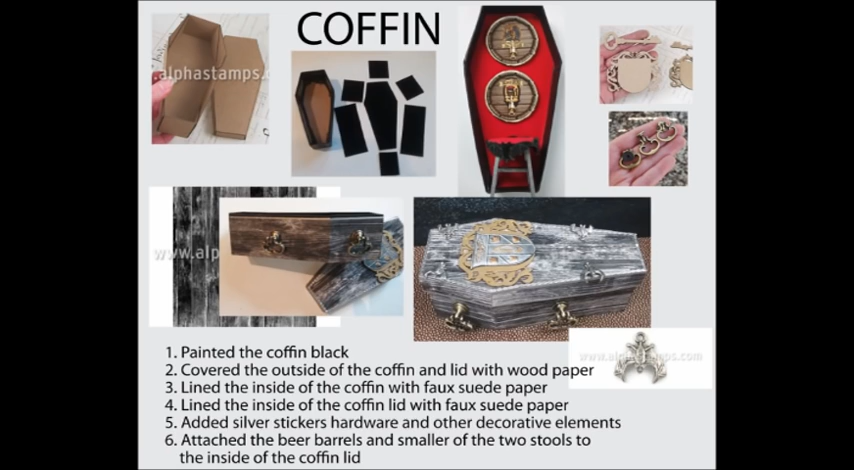 COFFIN
.alphastamps.c
www.alp
www.alphastamps.com
1. Painted the coffin black
2. Covered the outside of the coffin and lid with wood paper
3. Lined the inside of the coffin with faux suede paper
4. Lined the inside of the coffin lid with faux suede paper
5. Added silver stickers hardware and other decorative elements
6. Attached the beer barrels and smaller of the two stools to
the inside of the coffin lid